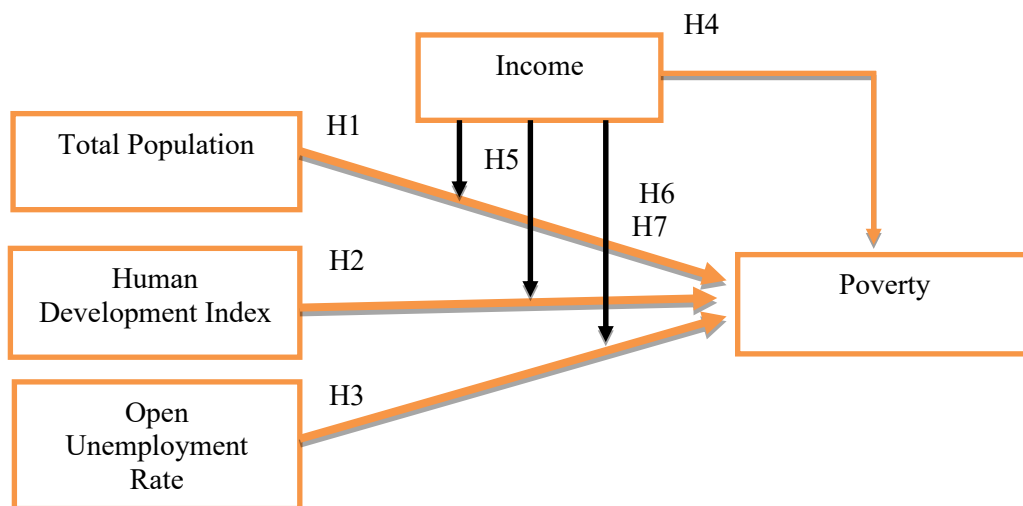 H4
Income
H1
Total Population
H5
H6
H7
H2
Human
Development Index
Poverty
H3
Open
Unemployment
Rate